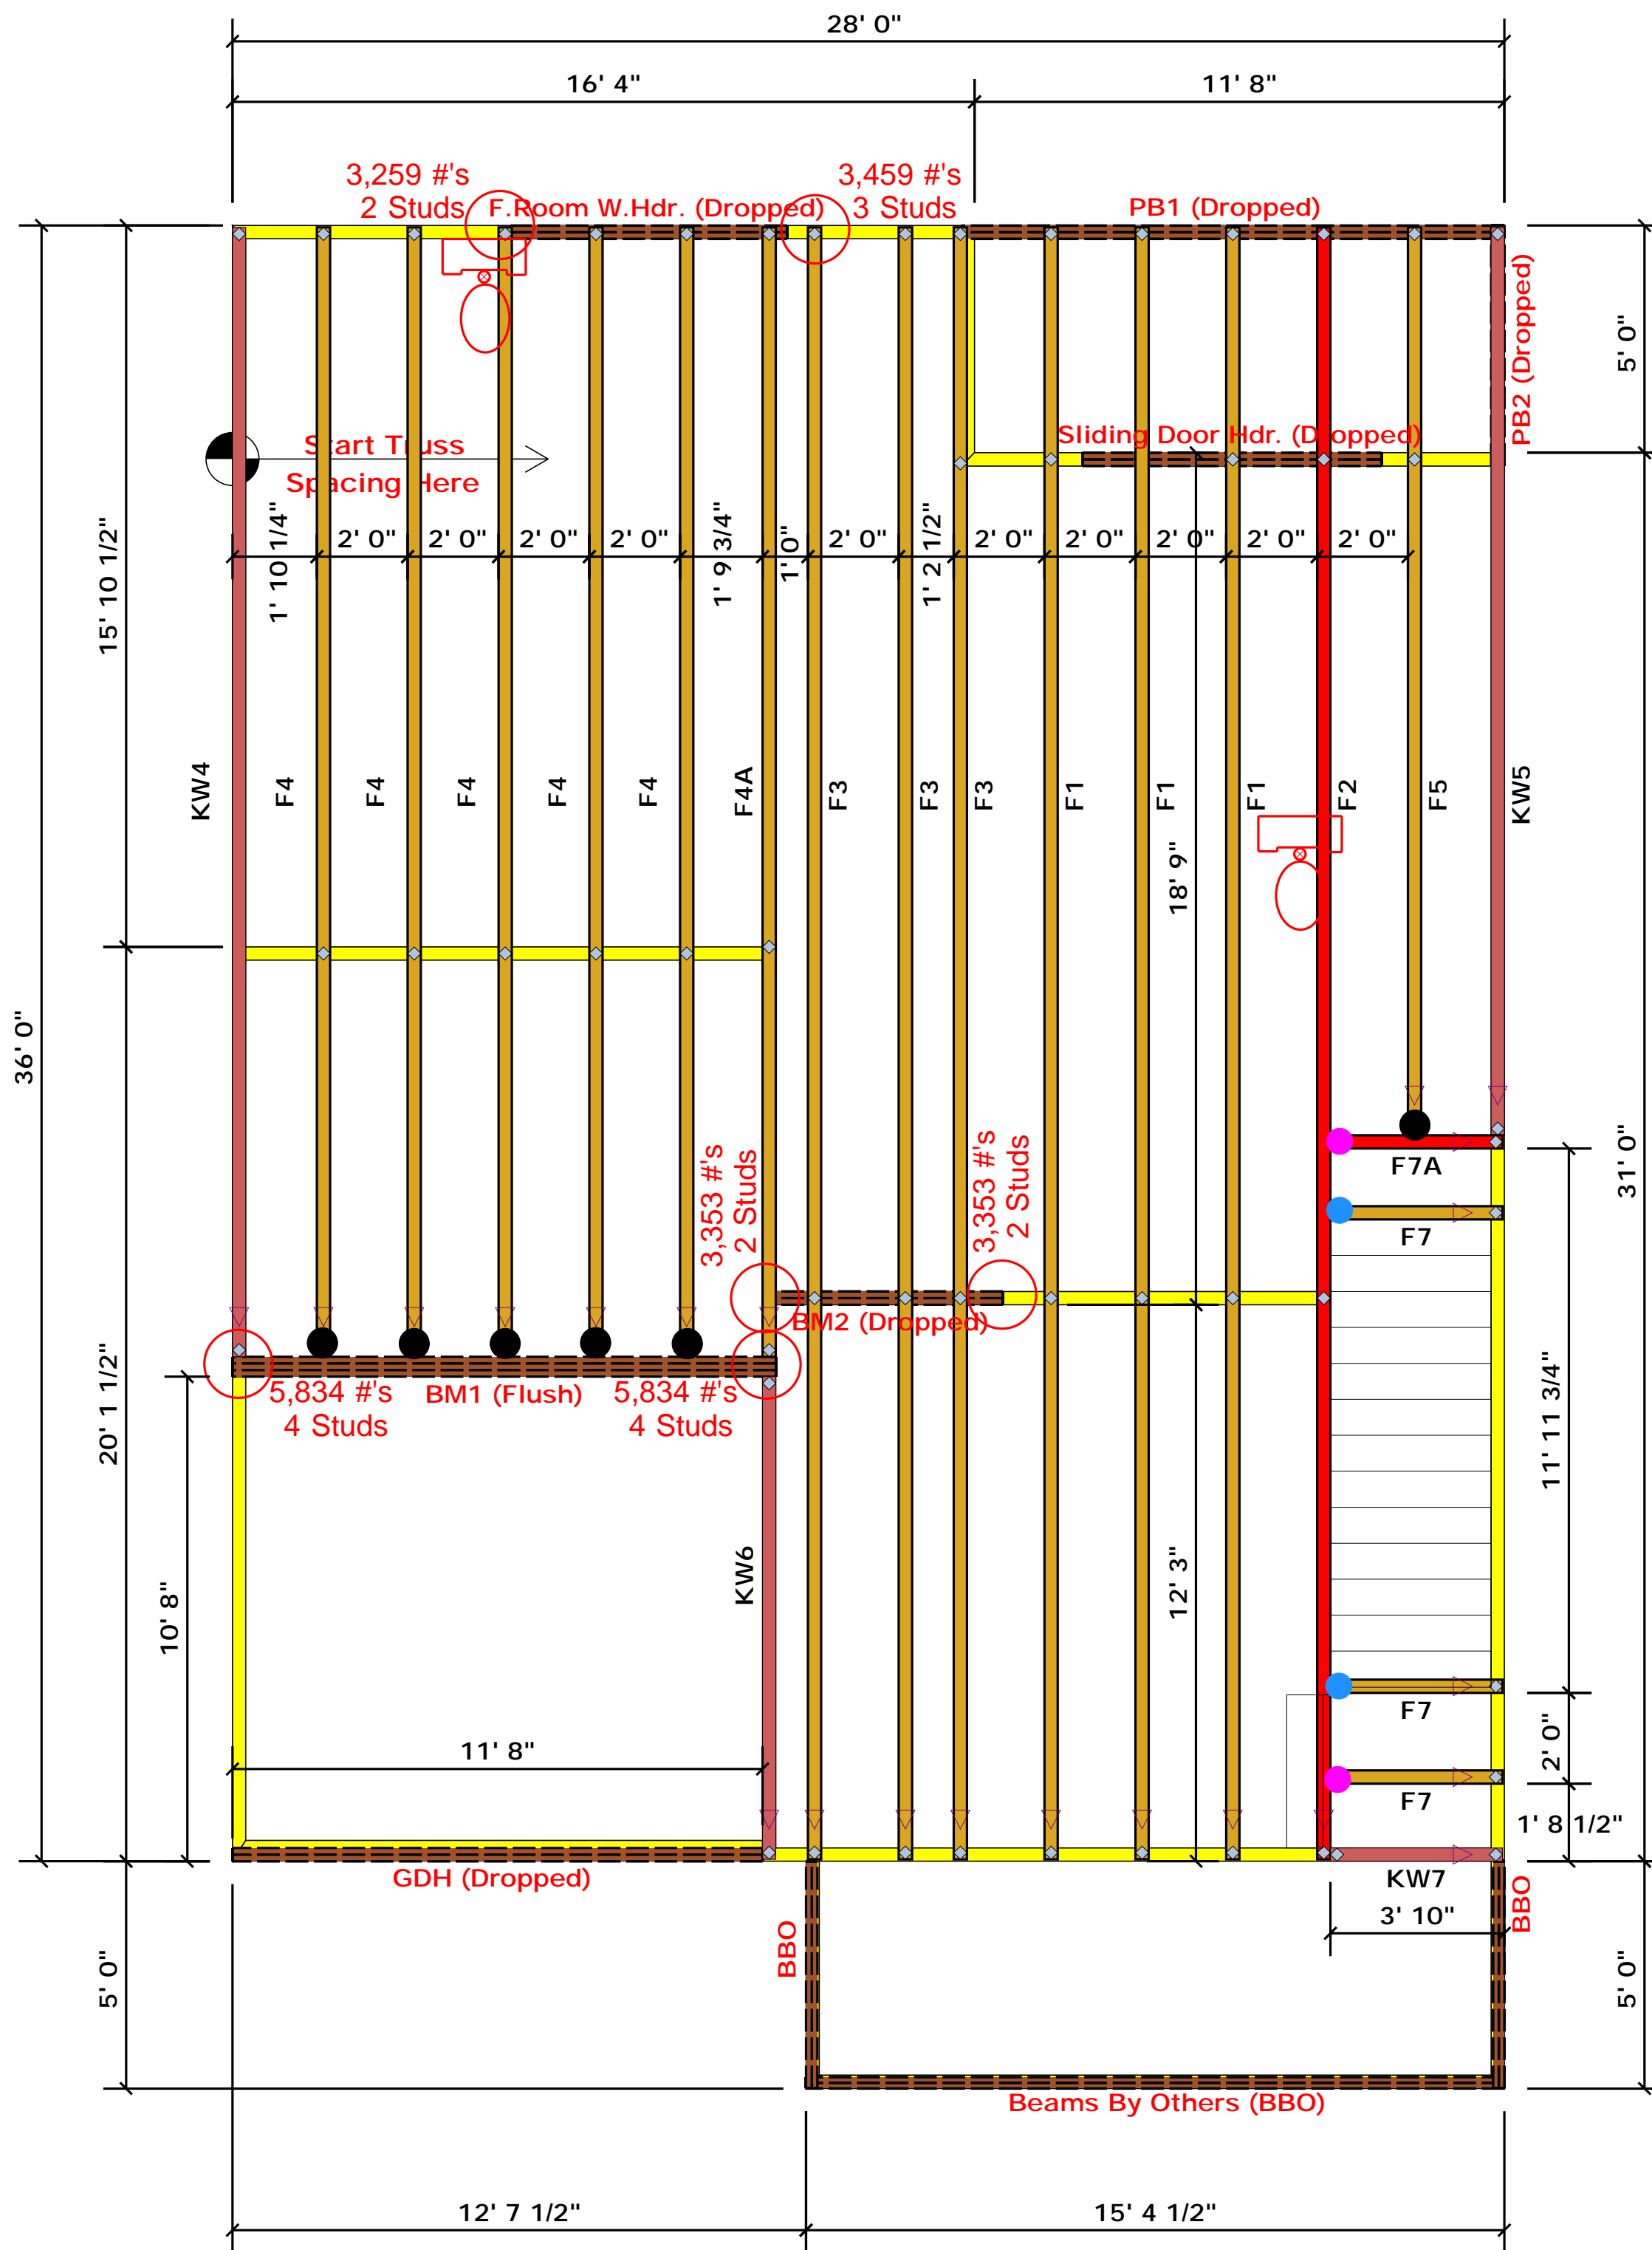 28' 0"
16' 4"
11' 8"
3,259 #'s
2 Studs
F.Room W.Hdr. (Dropped)
3,459 #'s
3 Studs
PB1 (Dropped)
PB2 (Dropped)
5' 0"
Sliding Door Hdr. (Dropped)
Start Truss
Spacing Here
15' 10 1/2"
1' 10 1/4"
2' 0"
2' 0"
2' 0"
2' 0"
1' 9 3/4"
1' 0"
2' 0"
1' 2 1/2"
2' 0"
2' 0"
2' 0"
2' 0"
2' 0"
KW4
F4
F4
F4
F4
F4
F4A
F3
F3
F3
F1
F1
F1
F2
F5
KW5
18' 9"
36' 0"
31' 0"
F7A
F7
3,353 #'s
2 Studs
3,353 #'s
2 Studs
BM2 (Dropped)
5,834 #'s
4 Studs
BM1 (Flush)
5,834 #'s
4 Studs
20' 1 1/2"
11' 11 3/4"
10' 8"
KW6
12' 3"
F7
2' 0"
11' 8"
F7
1' 8 1/2"
GDH (Dropped)
KW7
3' 10"
BBO
BBO
5' 0"
5' 0"
Beams By Others (BBO)
12' 7 1/2"
15' 4 1/2"